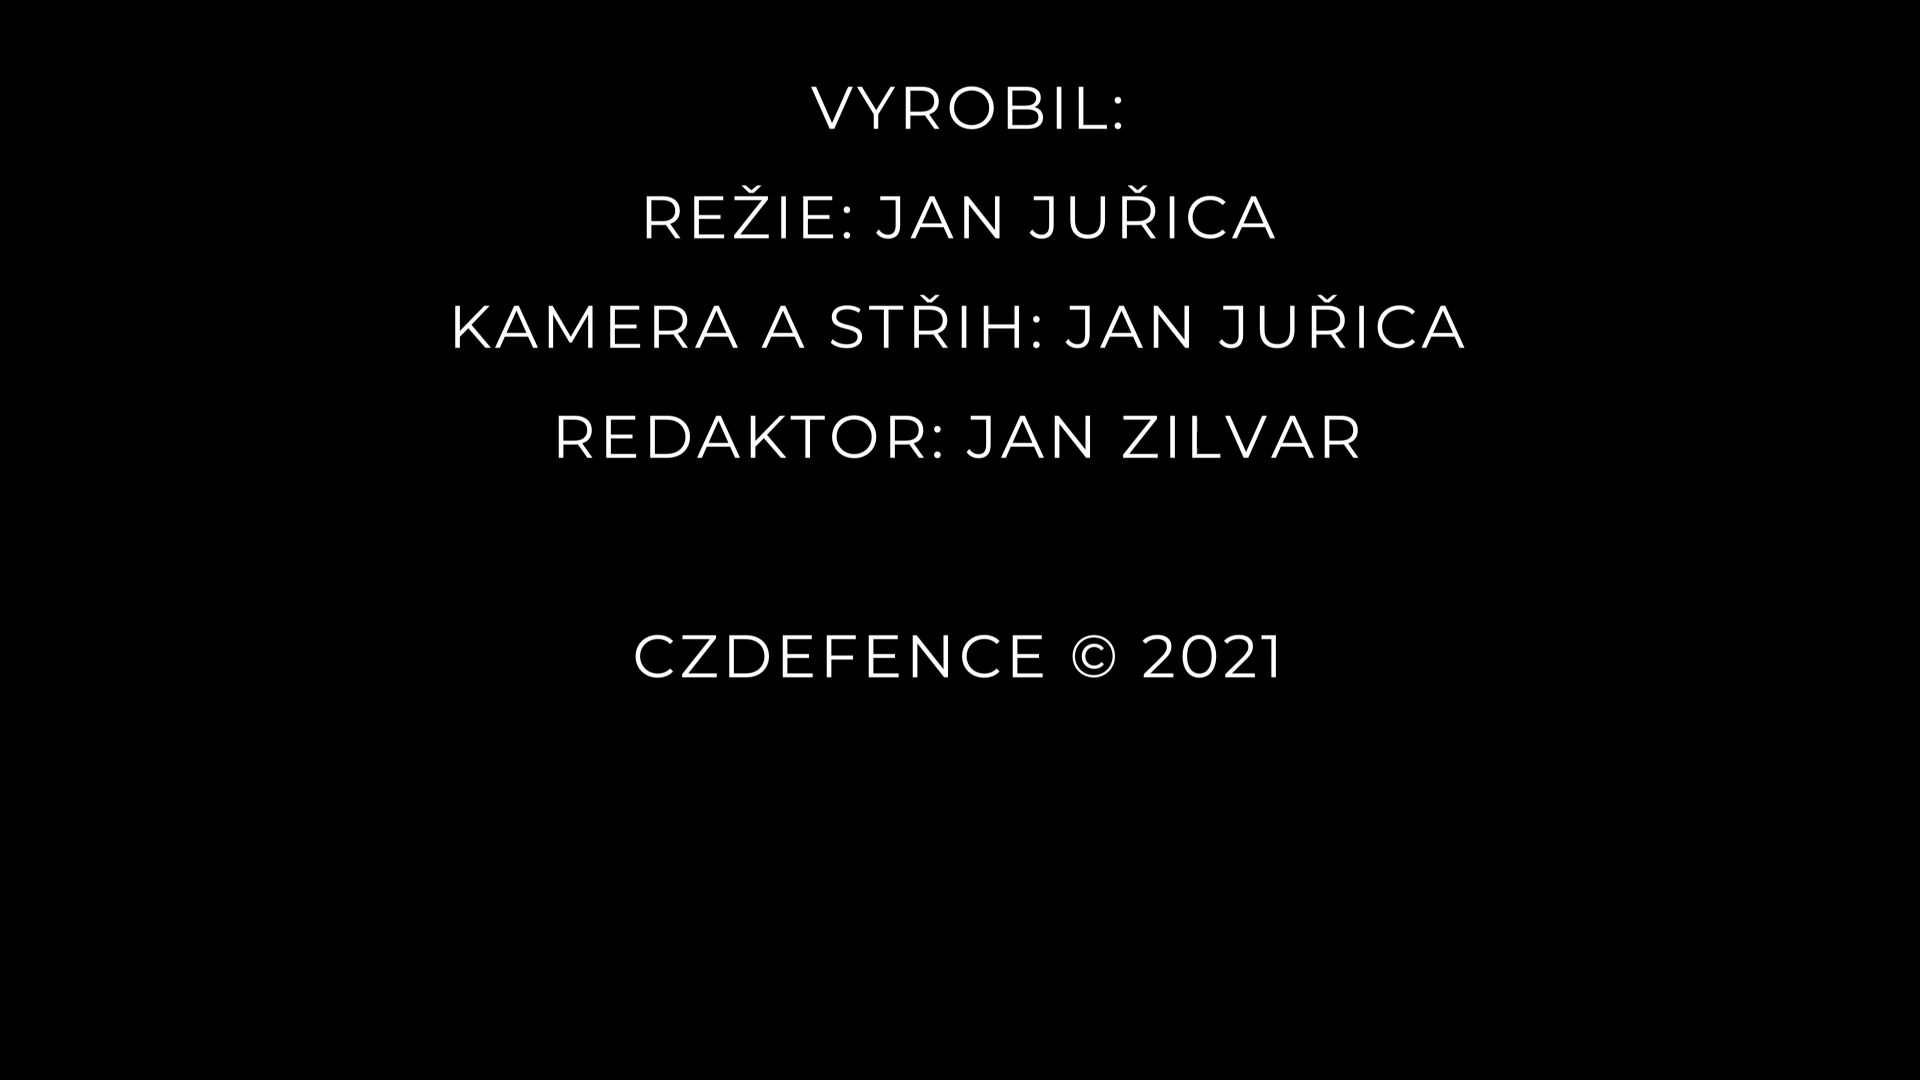 VYROBIL:
REŽIE: JAN JUŘICA
KAMERA A STŘIH: JAN JUŘICA
REDAKTOR: JAN ZILVAR
CZDEFENCE © 2021